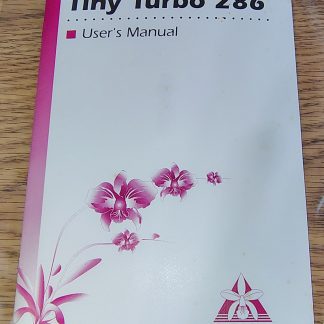 Tiny Turbo 286
User's Manual